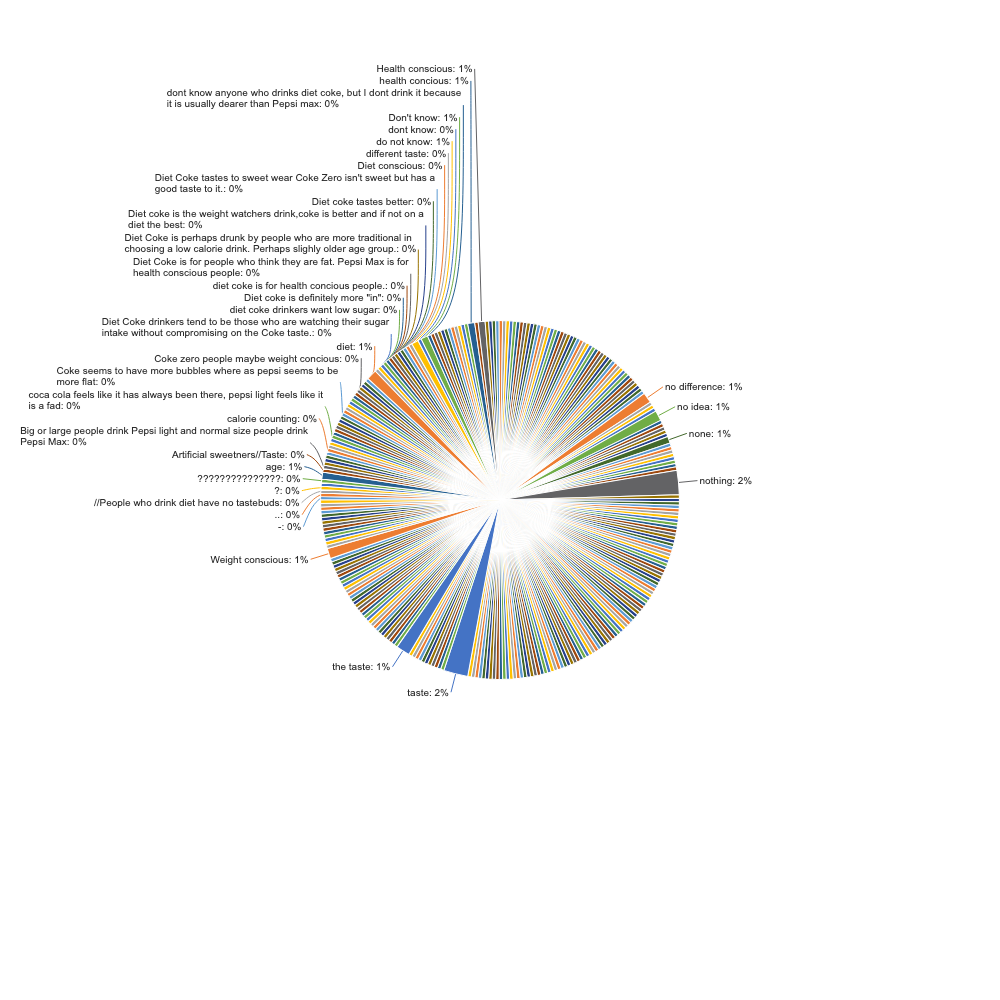 Health conscious: 1%
health concious: 1%
dont know anyone who drinks diet coke, but I dont drink it because
it is usually dearer than Pepsi max: 0%
Don't know: 1%
dont know: 0%
do not know: 1%
different taste: 0%
Diet conscious: 0%
Diet Coke tastes to sweet wear Coke Zero isn't sweet but has a
good taste to it.: 0%
Diet coke tastes better: 0%
Diet coke is the weight watchers drink,coke is better and if not on a
diet the best: 0%
Diet Coke is perhaps drunk by people who are more traditional in
choosing a low calorie drink. Perhaps slighly older age group.: 0%
Diet Coke is for people who think they are fat. Pepsi Max is for
health conscious people: 0%
diet coke is for health concious people.: 0%
Diet coke is definitely more "in": 0%
diet coke drinkers want low sugar: 0%
Diet Coke drinkers tend to be those who are watching their sugar
intake without compromising on the Coke taste.: 0%
diet: 1%
Coke zero people maybe weight concious: 0%
Coke seems to have more bubbles where as pepsi seems to be
more flat: 0%
coca cola feels like it has always been there, pepsi light feels like it
is a fad: 0%
calorie counting: 0%
Big or large people drink Pepsi light and normal size people drink
Pepsi Max: 0%
Artificial sweetners//Taste: 0%
age: 1%
???????????????: 0%
?: 0%
//People who drink diet have no tastebuds: 0%
..: 0%
-: 0%
Weight conscious: 1%
the taste: 1%
taste: 2%
no difference: 1%
no idea: 1%
none: 1%
nothing: 2%